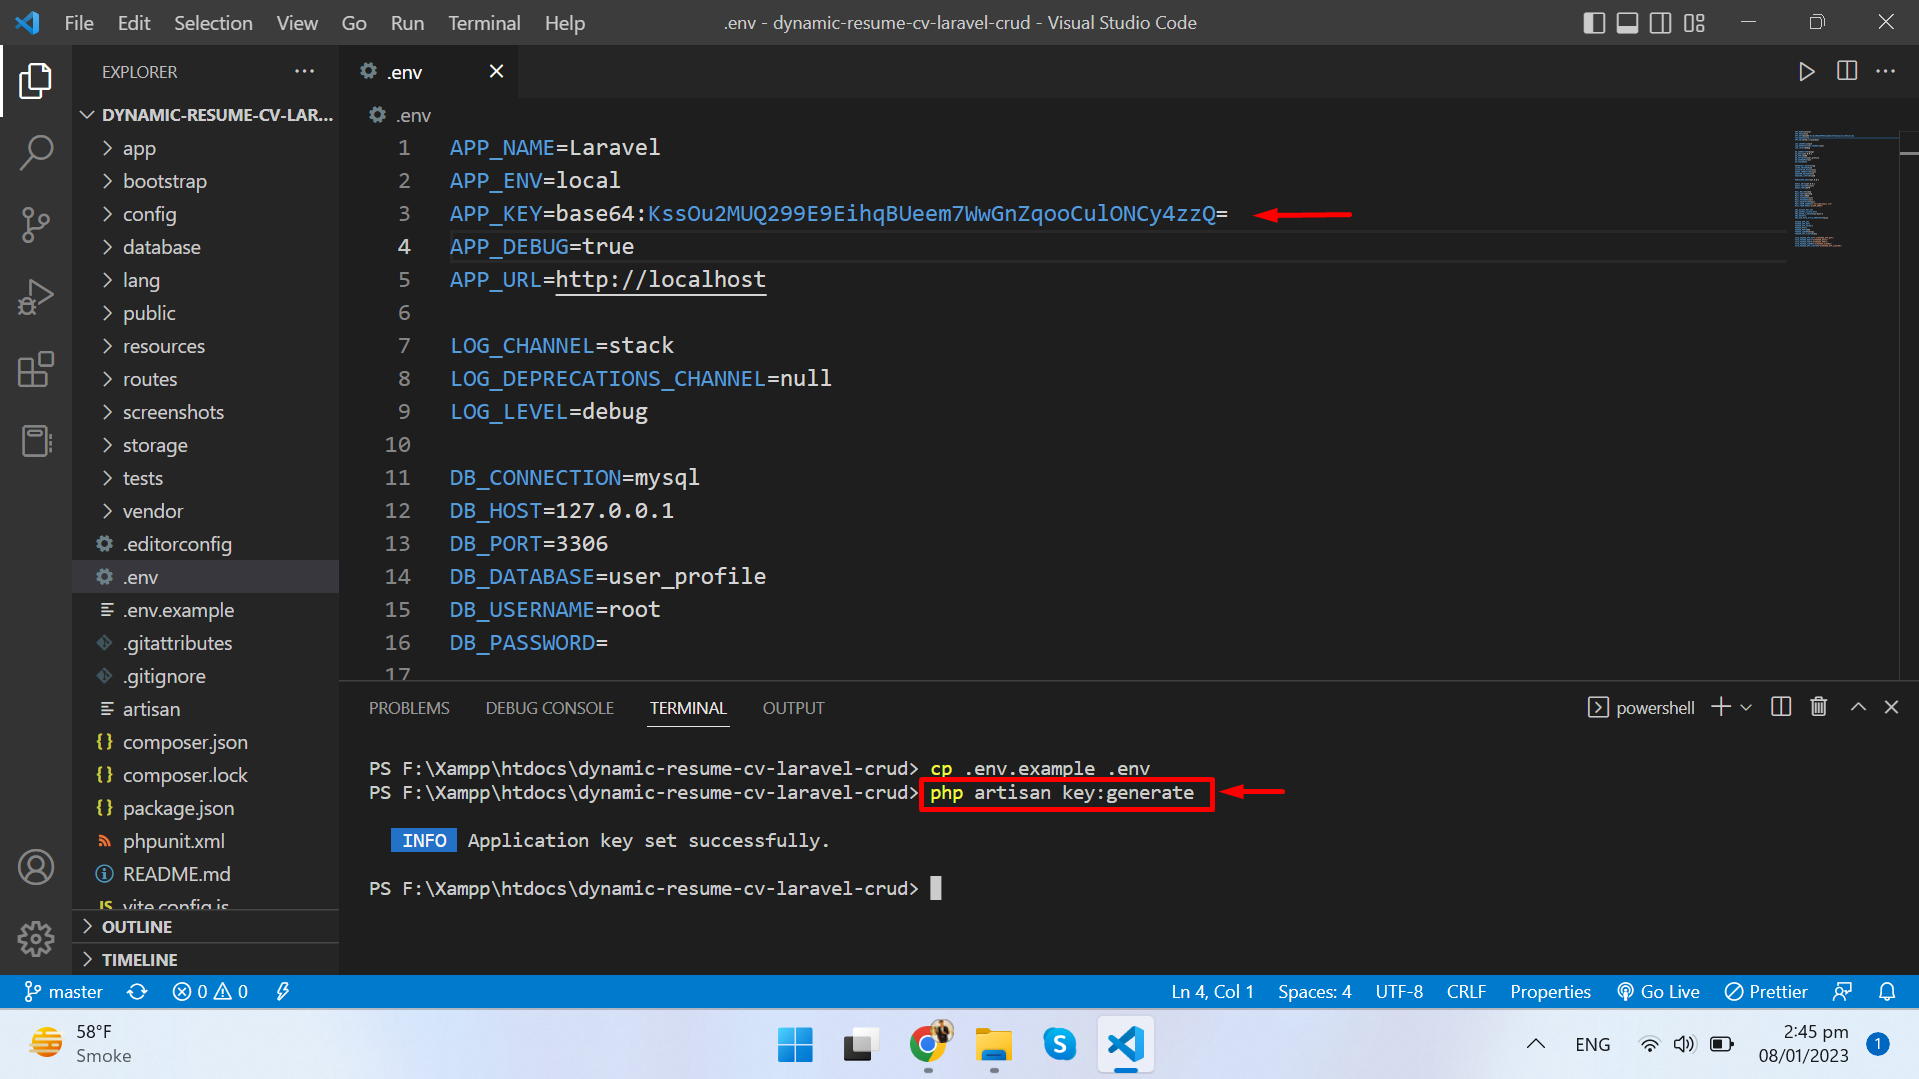 File Edit Selection View Go Run Terminal Help
.env - dynamic-resume-cv-laravel-crud - Visual Studio Code
EXPLORER
DYNAMIC-RESUME-CV-LAR...
app
bootstrap
config
database
lang
public
resources
routes
screenshots
storage
tests
vendor
.editorconfig
.env
.env.example
.gitattributes
.gitignore
artisan
composer.json
composer.lock
package.json
phpunit.xml
README.md
vite.config.js
OUTLINE
TIMELINE
.env
.env
1 APP_NAME=Laravel
2 APP_ENV=local
3 APP_KEY=base64:KssOu2MUQ299E9EihqBUeem7WwGnZqooCulONCy4zzQ=
4 APP_DEBUG=true
5 APP_URL=http://localhost
6
7 LOG_CHANNEL=stack
8 LOG_DEPRECATIONS_CHANNEL=null
9 LOG_LEVEL=debug
10
11 DB_CONNECTION=mysql
12 DB_HOST=127.0.0.1
13 DB_PORT=3306
14 DB_DATABASE=user_profile
15 DB_USERNAME=root
16 DB_PASSWORD=
17
PROBLEMS DEBUG CONSOLE TERMINAL OUTPUT
powershell
PS F:\Xampp\htdocs\dynamic-resume-cv-laravel-crud> cp .env.example .env
PS F:\Xampp\htdocs\dynamic-resume-cv-laravel-crud> php artisan key:generate
INFO Application key set successfully.
PS F:\Xampp\htdocs\dynamic-resume-cv-laravel-crud>
master 0 0
Ln 4, Col 1 Spaces: 4 UTF-8 CRLF Properties Go Live Prettier
58°F
Smoke
ENG
2:45 pm
08/01/2023
1